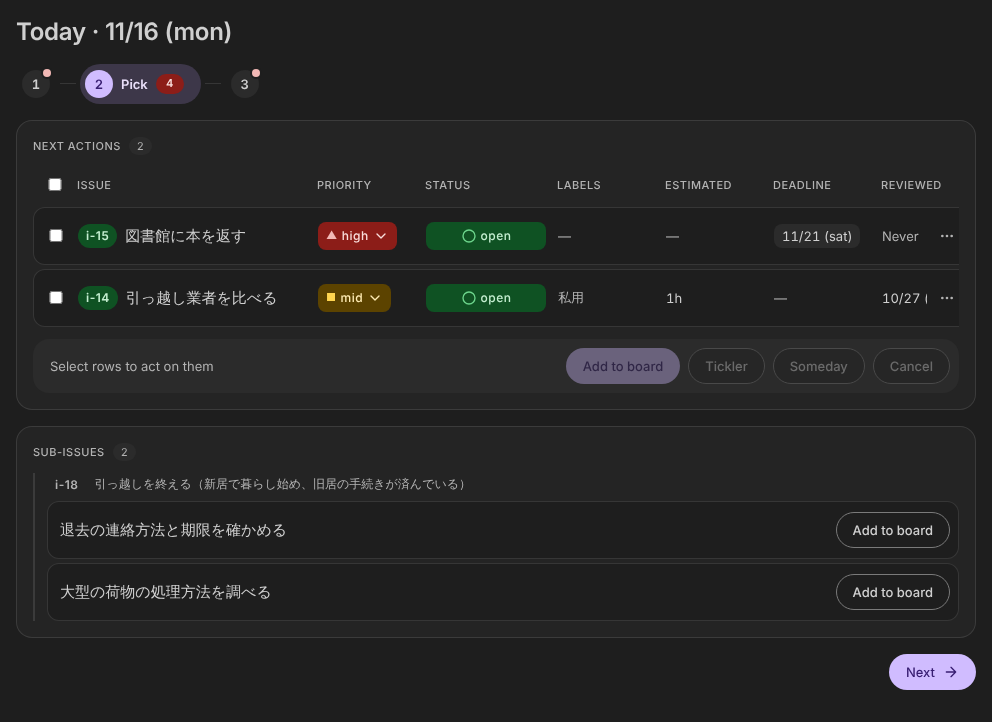 Today · 11/16 (mon)
1 2 Pick 4 3
NEXT ACTIONS 2
ISSUE PRIORITY STATUS LABELS ESTIMATED DEADLINE REVIEWED
i-15 図書館に本を返す high open — — 11/21 (sat) Never ···
i-14 引っ越し業者を比べる mid open 私用 1h — 10/27 ( ···
Select rows to act on them Add to board Tickler Someday Cancel
SUB-ISSUES 2
i-18 引っ越しを終える（新居で暮らし始め、旧居の手続きが済んでいる）
退去の連絡方法と期限を確かめる Add to board
大型の荷物の処理方法を調べる Add to board
Next →